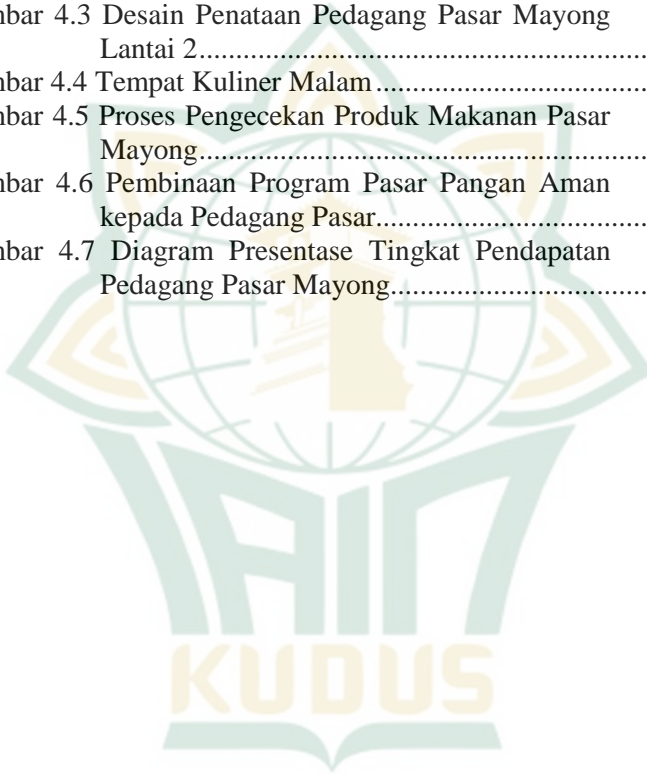 mbar 4.3 Desain Penataan Pedagang Pasar Mayong
Lantai 2..............................................................
mbar 4.4 Tempat Kuliner Malam.....................................
mbar 4.5 Proses Pengecekan Produk Makanan Pasar
Mayong..............................................................
mbar 4.6 Pembinaan Program Pasar Pangan Aman
kepada Pedagang Pasar.....................................
mbar 4.7 Diagram Presentase Tingkat Pendapatan
Pedagang Pasar Mayong...................................
IAIN
KUDUS